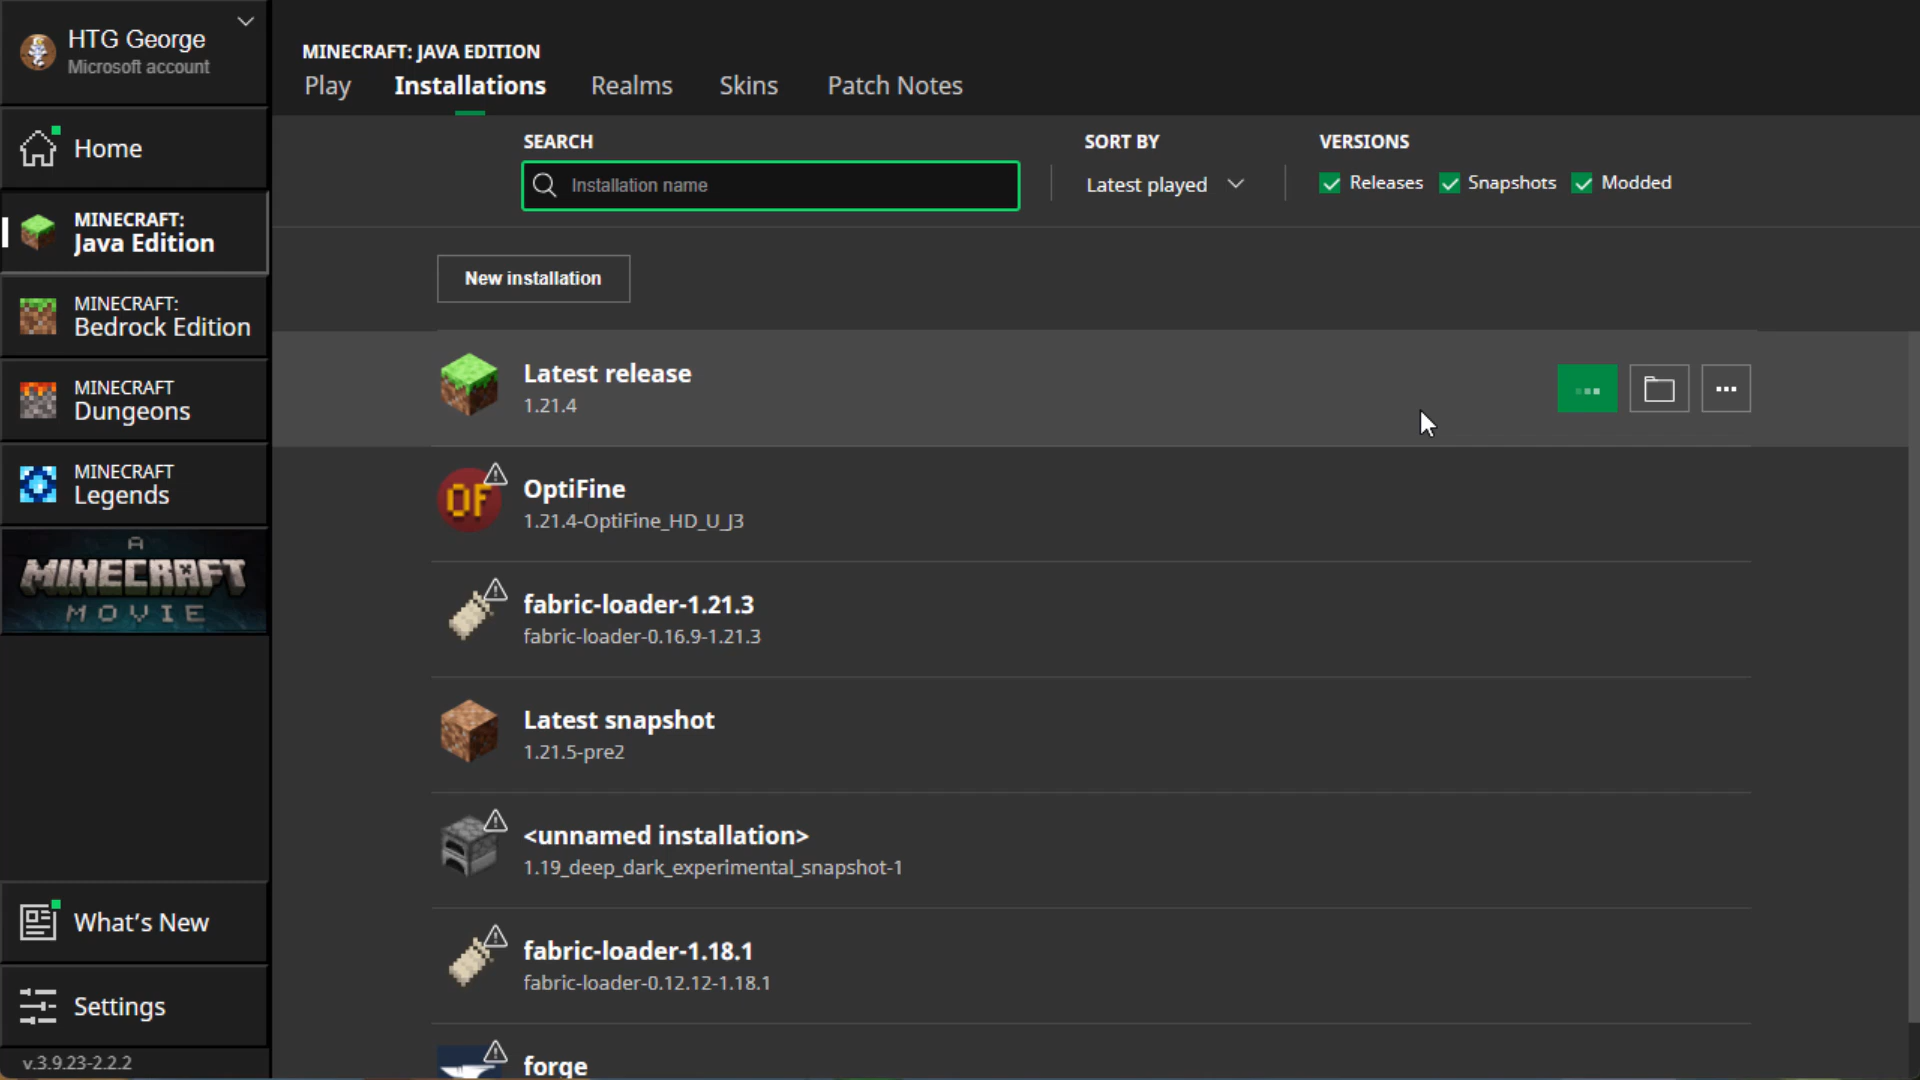 HTG George
Microsoft account
Home
MINECRAFT:
Java Edition
MINECRAFT:
Bedrock Edition
MINECRAFT
Dungeons
MINECRAFT
Legends
A
MINECRAFT
MOVIE
What's New
Settings
v.3.9.23-2.2.2
MINECRAFT: JAVA EDITION
Play Installations Realms Skins Patch Notes
SEARCH SORT BY VERSIONS
Installation name Latest played Releases Snapshots Modded
New installation
Latest release
1.21.4
OF
OptiFine
1.21.4-OptiFine_HD_U_J3
fabric-loader-1.21.3
fabric-loader-0.16.9-1.21.3
Latest snapshot
1.21.5-pre2
<unnamed installation>
1.19_deep_dark_experimental_snapshot-1
fabric-loader-1.18.1
fabric-loader-0.12.12-1.18.1
forge